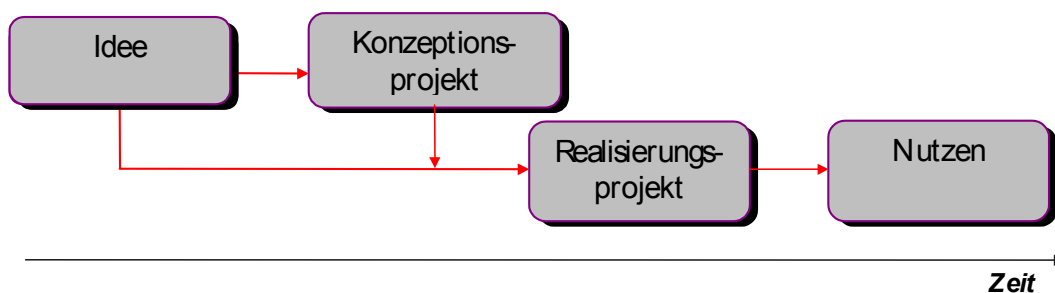 Idee
Konzeptions-
projekt
Realisierungs-
projekt
Nutzen
Zeit